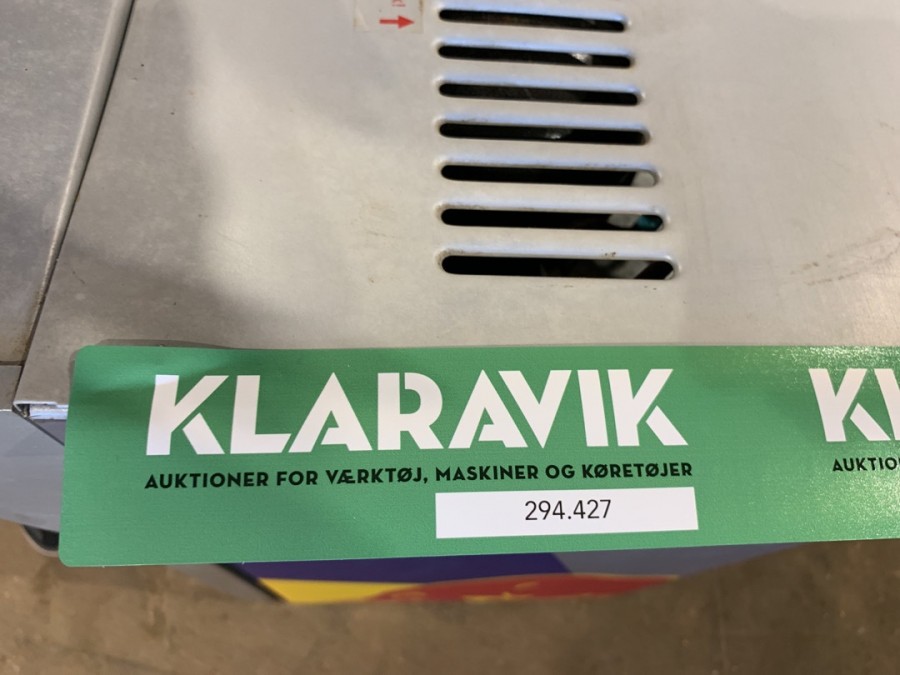 KLARAVIK
AUKTIONER FOR VÆRKTØJ, MASKINER OG KØRETØJER
294.427